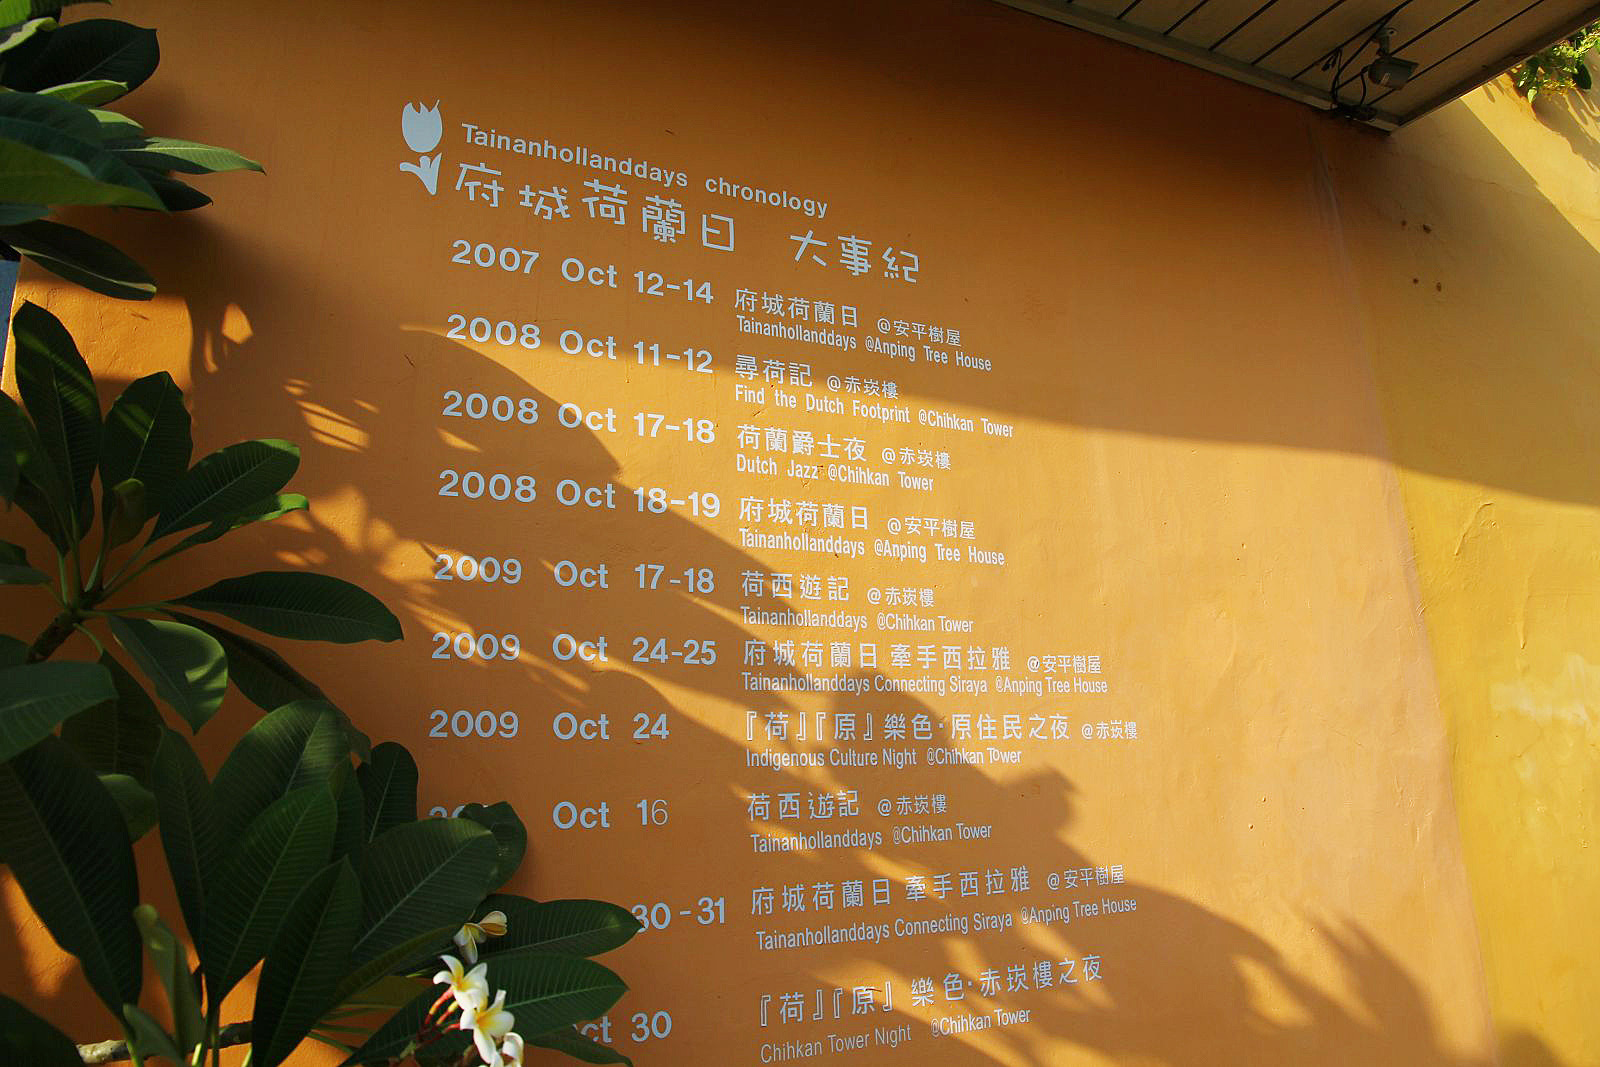 Tainanhollanddays chronology
府城荷蘭日 大事紀
2007 Oct 12-14 府城荷蘭日 @安平樹屋
Tainanhollanddays @Anping Tree House
2008 Oct 11-12 尋荷記 @赤崁樓
Find the Dutch Footprint @Chihkan Tower
2008 Oct 17-18 荷蘭爵士夜 @赤崁樓
Dutch Jazz @Chihkan Tower
2008 Oct 18-19 府城荷蘭日 @安平樹屋
Tainanhollanddays @Anping Tree House
2009 Oct 17-18 荷西遊記 @赤崁樓
Tainanhollanddays @Chihkan Tower
2009 Oct 24-25 府城荷蘭日 牽手西拉雅 @安平樹屋
Tainanhollanddays Connecting Siraya @Anping Tree House
2009 Oct 24 『荷』『原』樂色·原住民之夜 @赤崁樓
Indigenous Culture Night @Chihkan Tower
Oct 16 荷西遊記 @赤崁樓
Tainanhollanddays @Chihkan Tower
30-31 府城荷蘭日 牽手西拉雅 @安平樹屋
Tainanhollanddays Connecting Siraya @Anping Tree House
30 『荷』『原』樂色·赤崁樓之夜
Chihkan Tower Night @Chihkan Tower